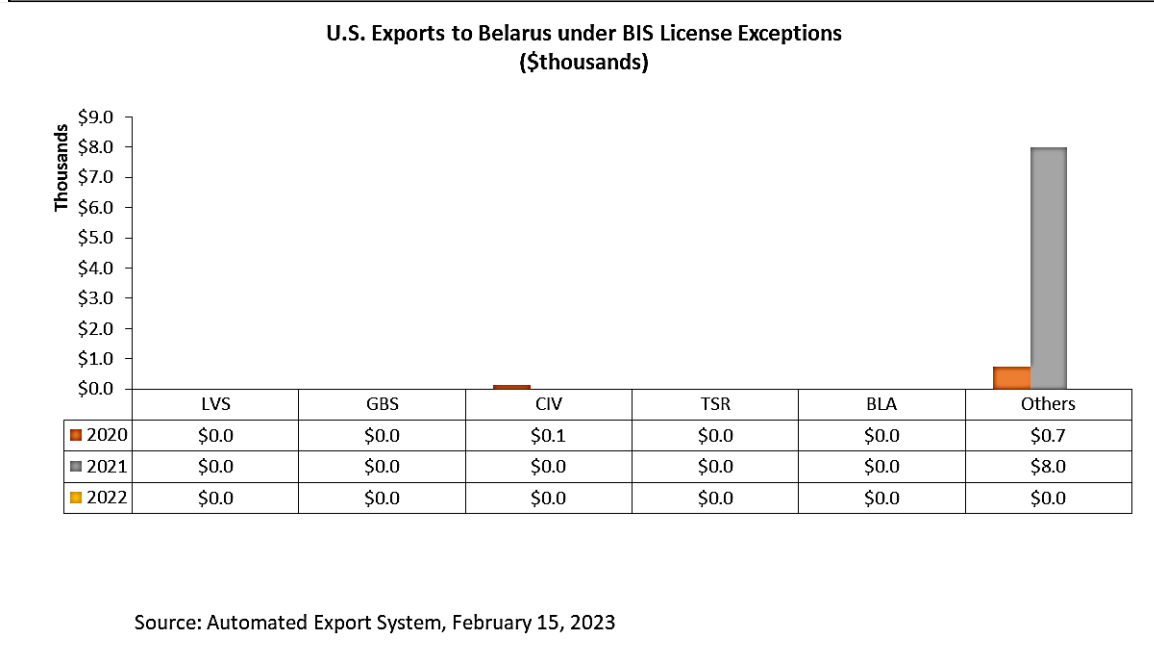 U.S. Exports to Belarus under BIS License Exceptions
($thousands)
Thousands
$9.0
$8.0
$7.0
$6.0
$5.0
$4.0
$3.0
$2.0
$1.0
$0.0
LVS GBS CIV TSR BLA Others
2020 $0.0 $0.0 $0.1 $0.0 $0.0 $0.7
2021 $0.0 $0.0 $0.0 $0.0 $0.0 $8.0
2022 $0.0 $0.0 $0.0 $0.0 $0.0 $0.0
Source: Automated Export System, February 15, 2023